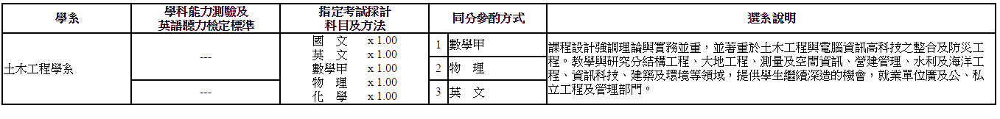 學系
學科能力測驗及
英語聽力檢定標準
指定考試採計
科目及方法
同分參酌方式
選系說明
土木工程學系
---
---
國 文 x 1.00
英 文 x 1.00
數學甲 x 1.00
物 理 x 1.00
化 學 x 1.00
1 數學甲
2 物 理
3 英 文
課程設計強調理論與實務並重，並著重於土木工程與電腦資訊高科技之整合及防災工
程。教學與研究分結構工程、大地工程、測量及空間資訊、營建管理、水利及海洋工
程、資訊科技、建築及環境等領域，提供學生繼續深造的機會，就業單位廣及公、私
立工程及管理部門。